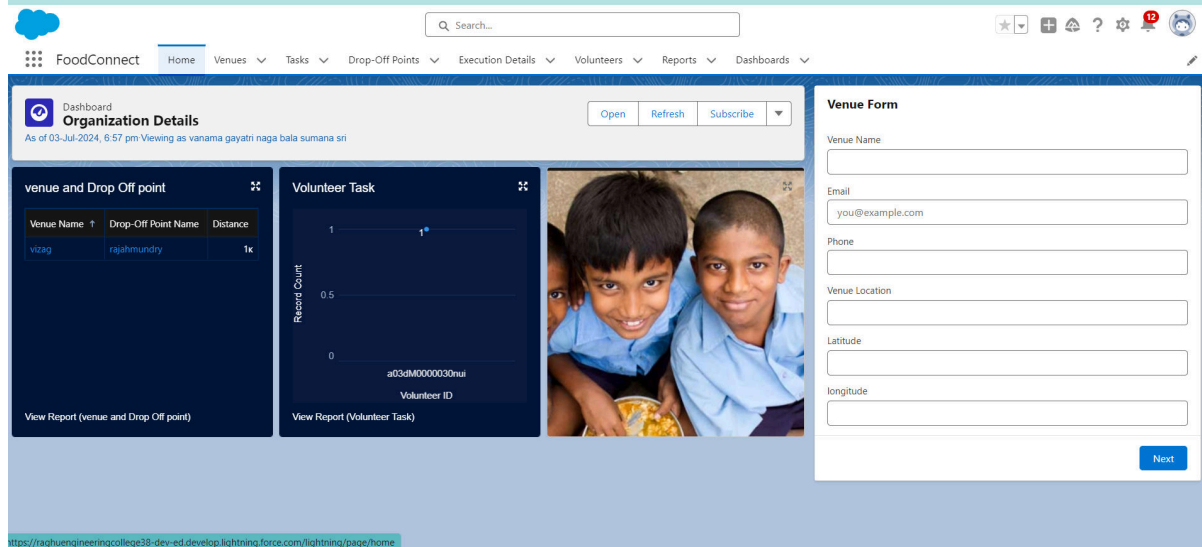 Search...
12
FoodConnect
Home
Venues
Tasks
Drop-Off Points
Execution Details
Volunteers
Reports
Dashboards
Dashboard
Organization Details
As of 03-Jul-2024, 6:57 pm Viewing as vanama gayatri naga bala sumana sri
Open
Refresh
Subscribe
venue and Drop Off point
Venue Name ↑ Drop-Off Point Name Distance
vizag rajahmundry 1K
View Report (venue and Drop Off point)
Volunteer Task
Record Count
1
1
0.5
0
a03dM0000030nui
Volunteer ID
View Report (Volunteer Task)
Venue Form
Venue Name
Email
you@example.com
Phone
Venue Location
Latitude
longitude
Next
https://raghuengineeringcollege38-dev-ed.develop.lightning.force.com/lightning/page/home